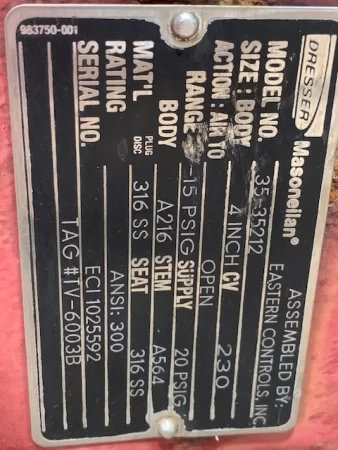 DRESSER Masoneilan® ASSEMBLED BY:
EASTERN CONTROLS, INC.
MODEL NO. 35-35212
SIZE: BODY 4 INCH CV 230
ACTION: AIR TO OPEN
RANGE -15 PSIG SUPPLY 20 PSIG
BODY A216 STEM A564
MAT'L PLUG DISC 316 SS SEAT 316 SS
RATING ANSI: 300
SERIAL NO. ECI 1025592
TAG #TV-6003B
983750-001